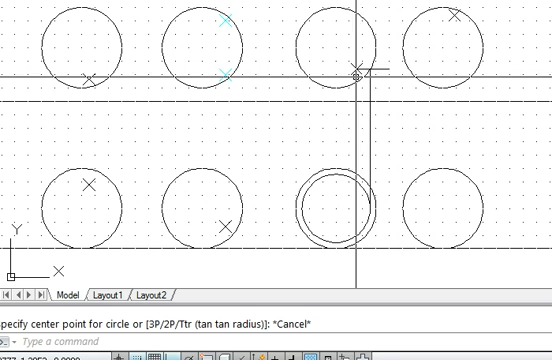 Y
X
Model Layout1 Layout2
pecify center point for circle or [3P/2P/Ttr (tan tan radius)]: *Cancel*
Type a command